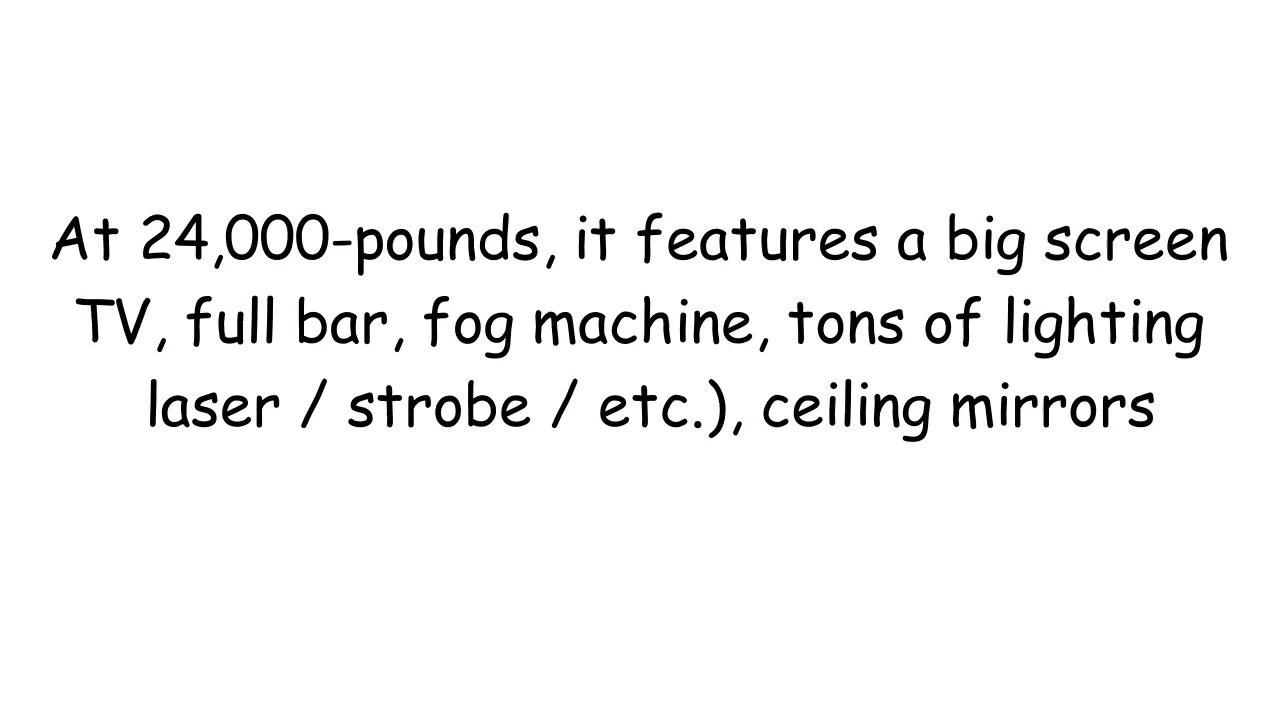 At 24,000-pounds, it features a big screen
TV, full bar, fog machine, tons of lighting
laser / strobe / etc.), ceiling mirrors